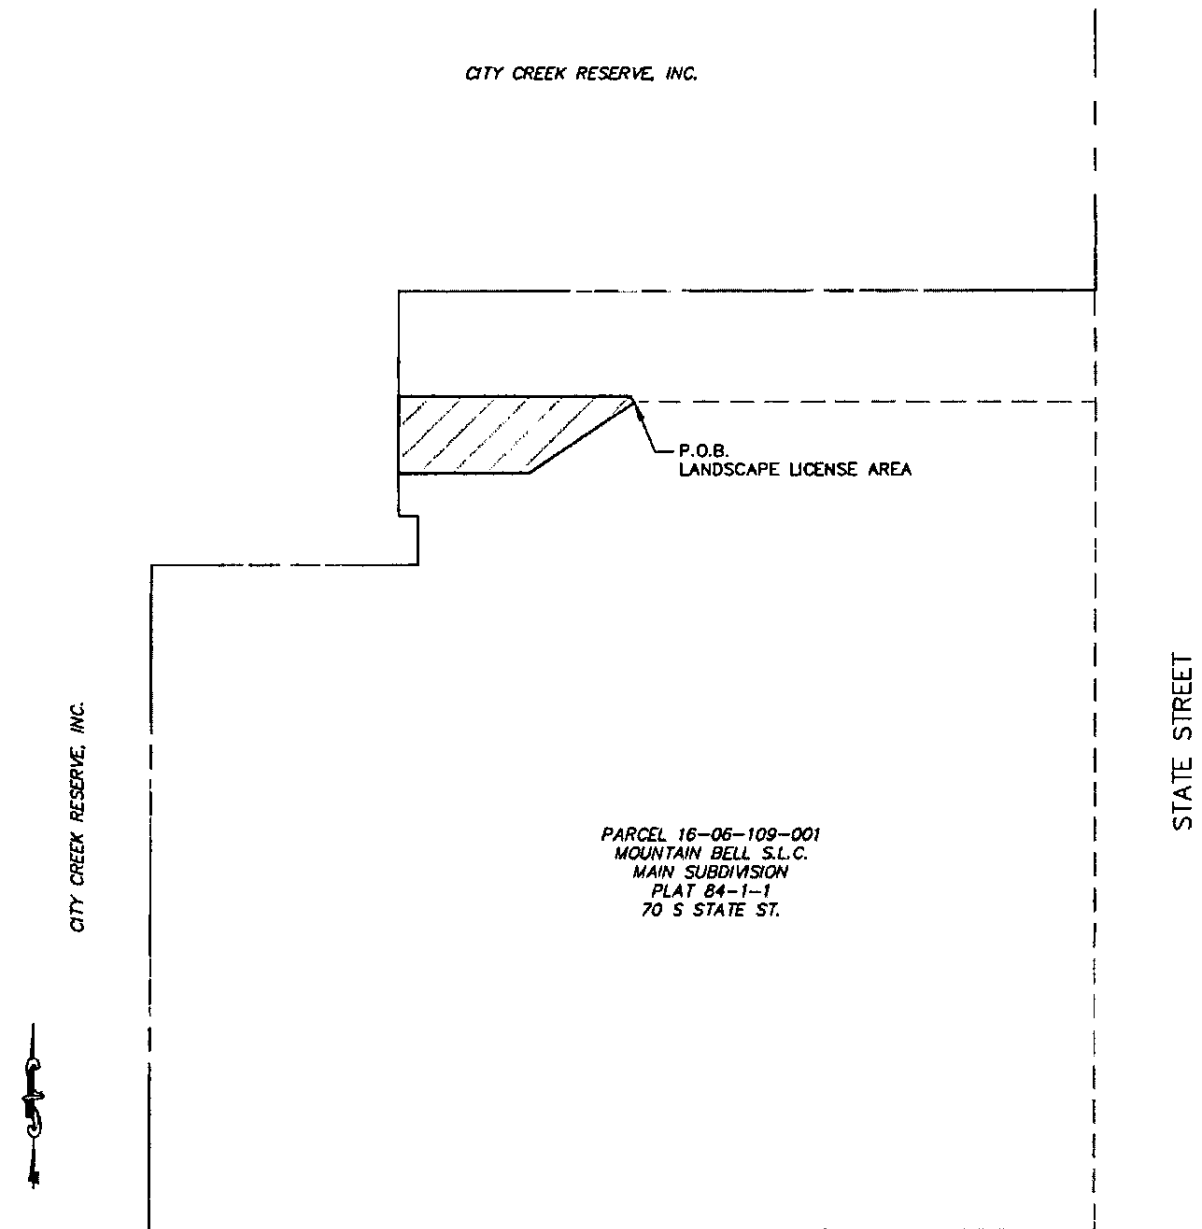 CITY CREEK RESERVE, INC.
P.O.B.
LANDSCAPE LICENSE AREA
STATE STREET
CITY CREEK RESERVE, INC.
PARCEL 16-06-109-001
MOUNTAIN BELL S.L.C.
MAIN SUBDIVISION
PLAT 84-1-1
70 S STATE ST.